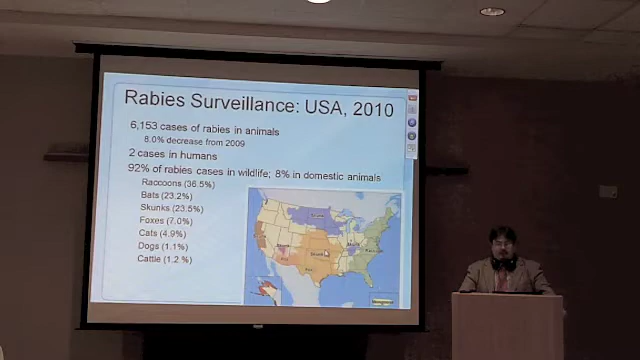 Rabies Surveillance: USA, 2010
6,153 cases of rabies in animals
8.0% decrease from 2009
2 cases in humans
92% of rabies cases in wildlife; 8% in domestic animals
Raccoons (36.5%)
Bats (23.2%)
Skunks (23.5%)
Foxes (7.0%)
Cats (4.9%)
Dogs (1.1%)
Cattle (1.2 %)